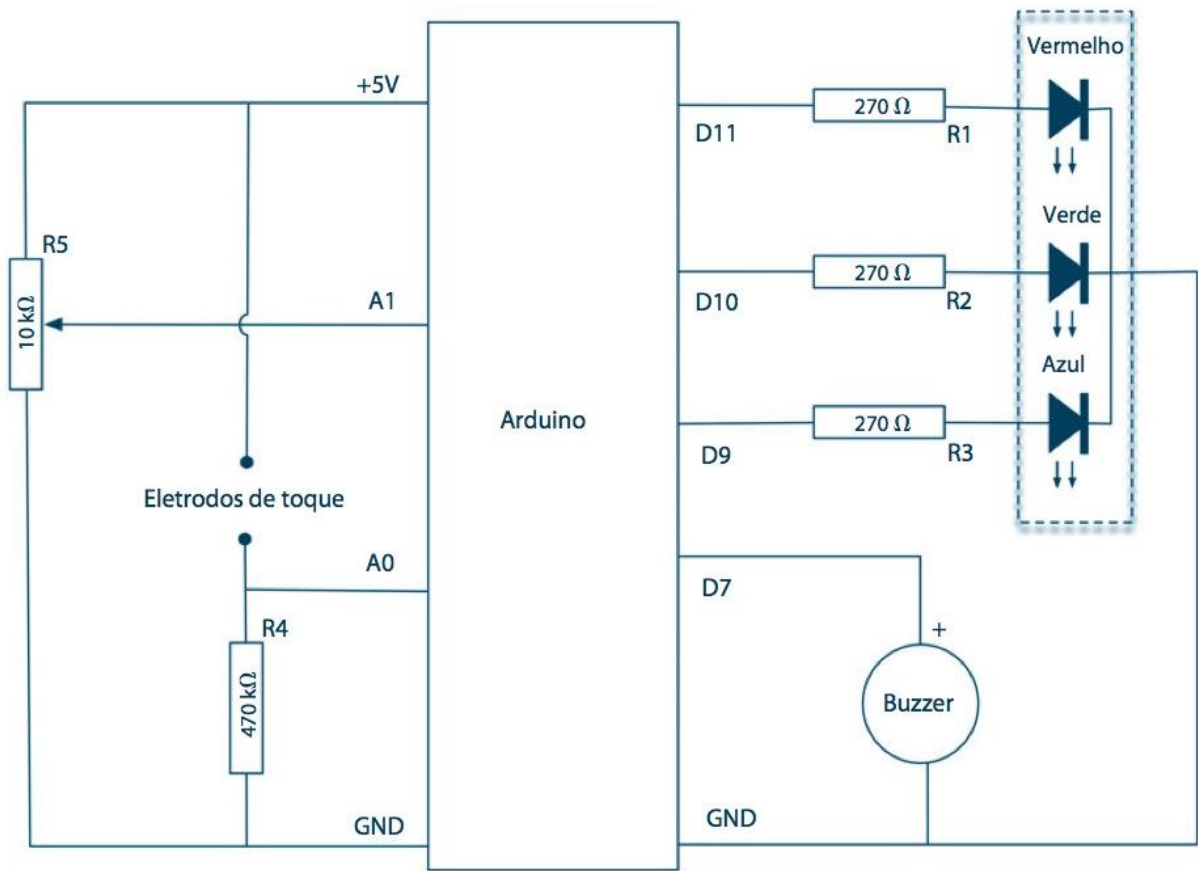 Vermelho
+5V
270 Ω
D11
R1
Verde
R5
10 kΩ
A1
270 Ω
D10
R2
Azul
Arduino
270 Ω
D9
R3
Eletrodos de toque
A0
D7
R4
470 kΩ
+
Buzzer
GND
GND